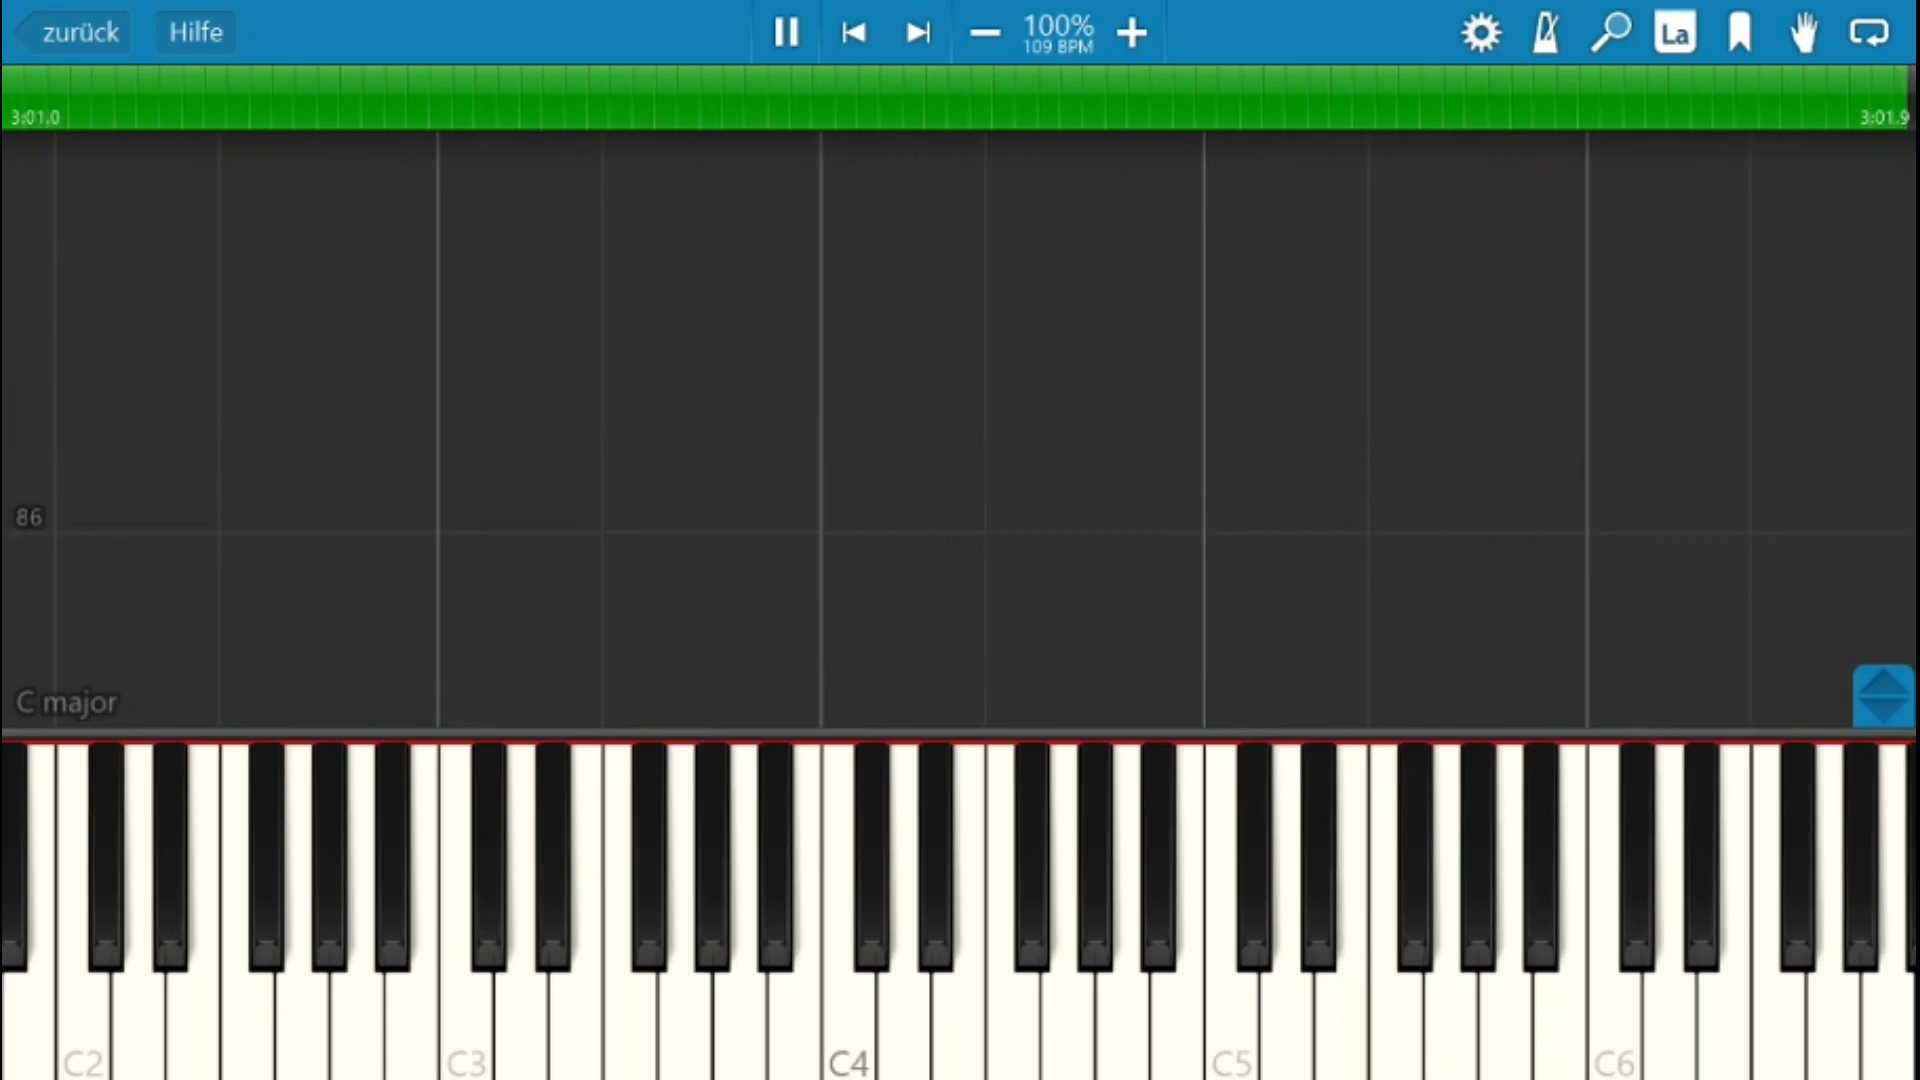 zurück
Hilfe
100%
109 BPM
La
3:01.0
3:01.9
86
C major
C2
C3
C4
C5
C6